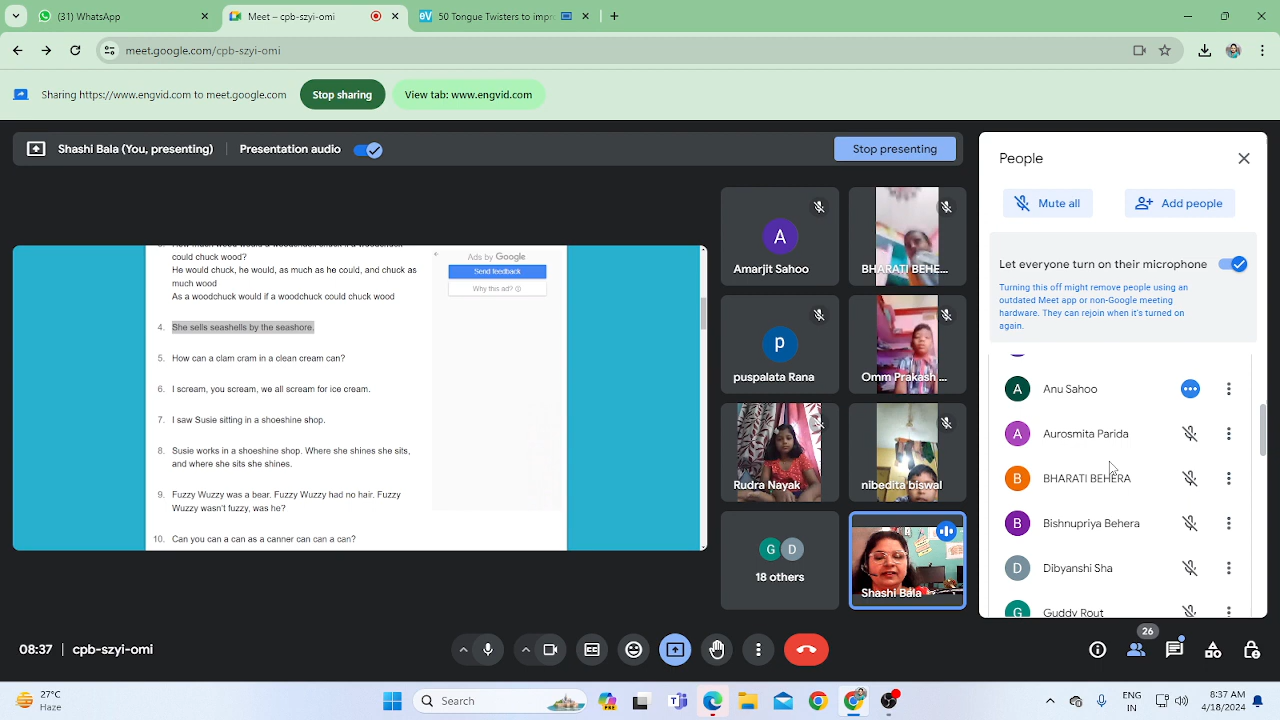 (31) WhatsApp
Meet – cpb-szyi-omi
50 Tongue Twisters to impr
meet.google.com/cpb-szyi-omi
Sharing https://www.engvid.com to meet.google.com
Stop sharing
View tab: www.engvid.com
Shashi Bala (You, presenting)
Presentation audio
Stop presenting
could chuck wood?
He would chuck, he would, as much as he could, and chuck as
much wood
As a woodchuck would if a woodchuck could chuck wood
4. She sells seashells by the seashore.
5. How can a clam cram in a clean cream can?
6. I scream, you scream, we all scream for ice cream.
7. I saw Susie sitting in a shoeshine shop.
8. Susie works in a shoeshine shop. Where she shines she sits,
and where she sits she shines.
9. Fuzzy Wuzzy was a bear. Fuzzy Wuzzy had no hair. Fuzzy
Wuzzy wasn't fuzzy, was he?
10. Can you can a can as a canner can can a can?
Ads by Google
Send feedback
Why this ad?
A
Amarjit Sahoo
BHARATI BEHE...
p
puspalata Rana
Omm Prakash ...
Rudra Nayak
nibedita biswal
G D
18 others
Shashi Bala
People
Mute all
Add people
Let everyone turn on their microphone
Turning this off might remove people using an
outdated Meet app or non-Google meeting
hardware. They can rejoin when it's turned on
again.
A Anu Sahoo
A Aurosmita Parida
B BHARATI BEHERA
B Bishnupriya Behera
D Dibyanshi Sha
G Guddy Rout
08:37 | cpb-szyi-omi
26
27°C
Haze
Search
PRE
ENG
IN
8:37 AM
4/18/2024